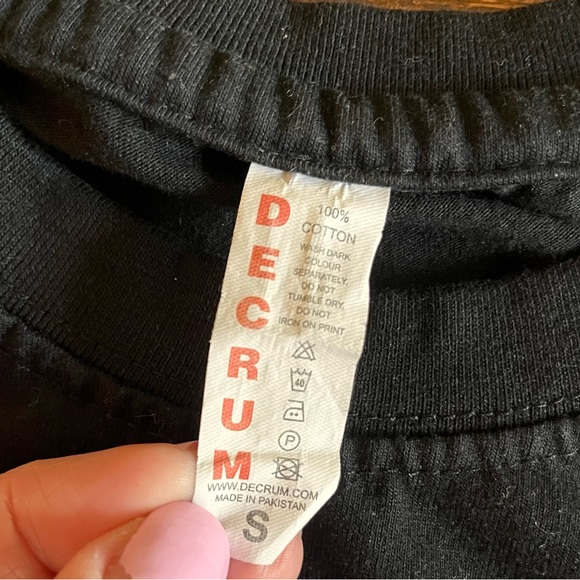 DECRUM
100%
COTTON
WASH DARK
COLOUR
SEPARATELY.
DO NOT
TUMBLE DRY.
DO NOT
IRON ON PRINT
40
P
WWW.DECRUM.COM
MADE IN PAKISTAN
S